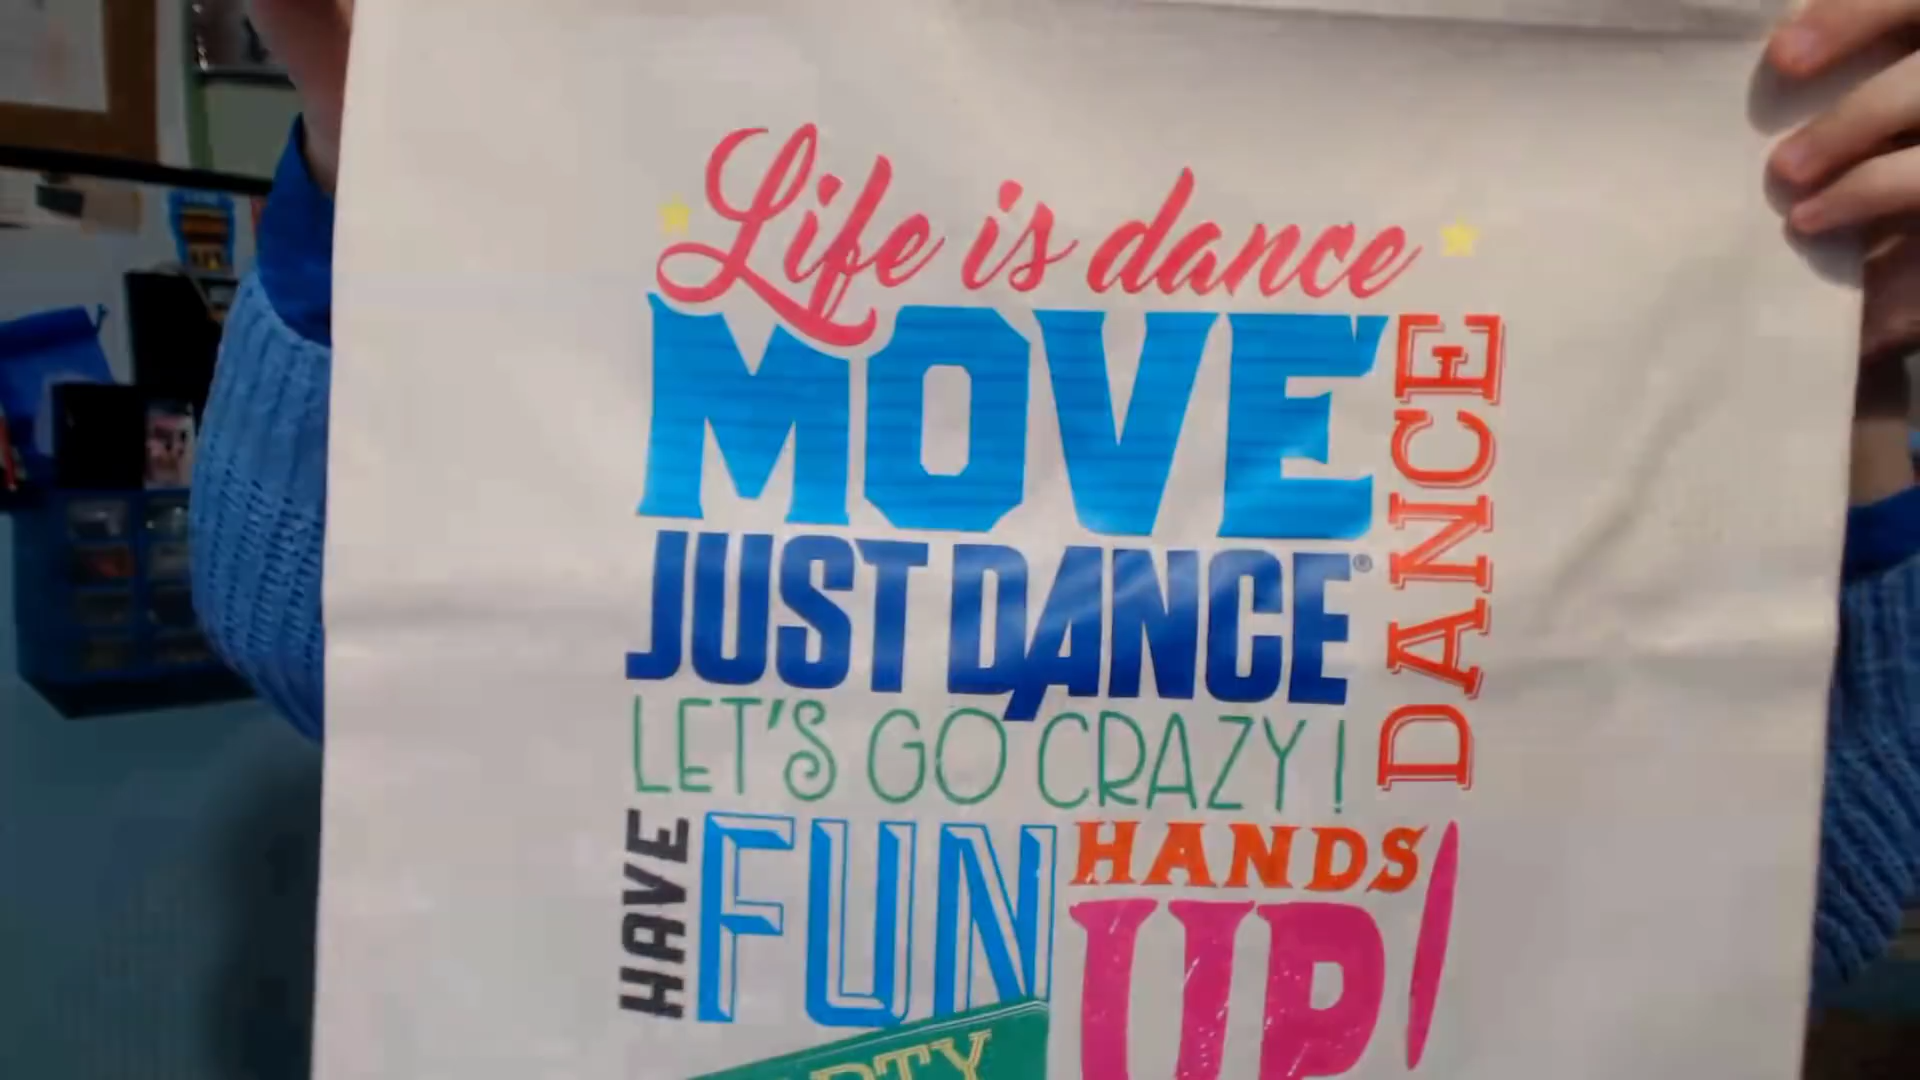 Life is dance
MOVE
DANCE
JUST DANCE®
LET'S GO CRAZY!
HAVE
FUN
HANDS
UP!